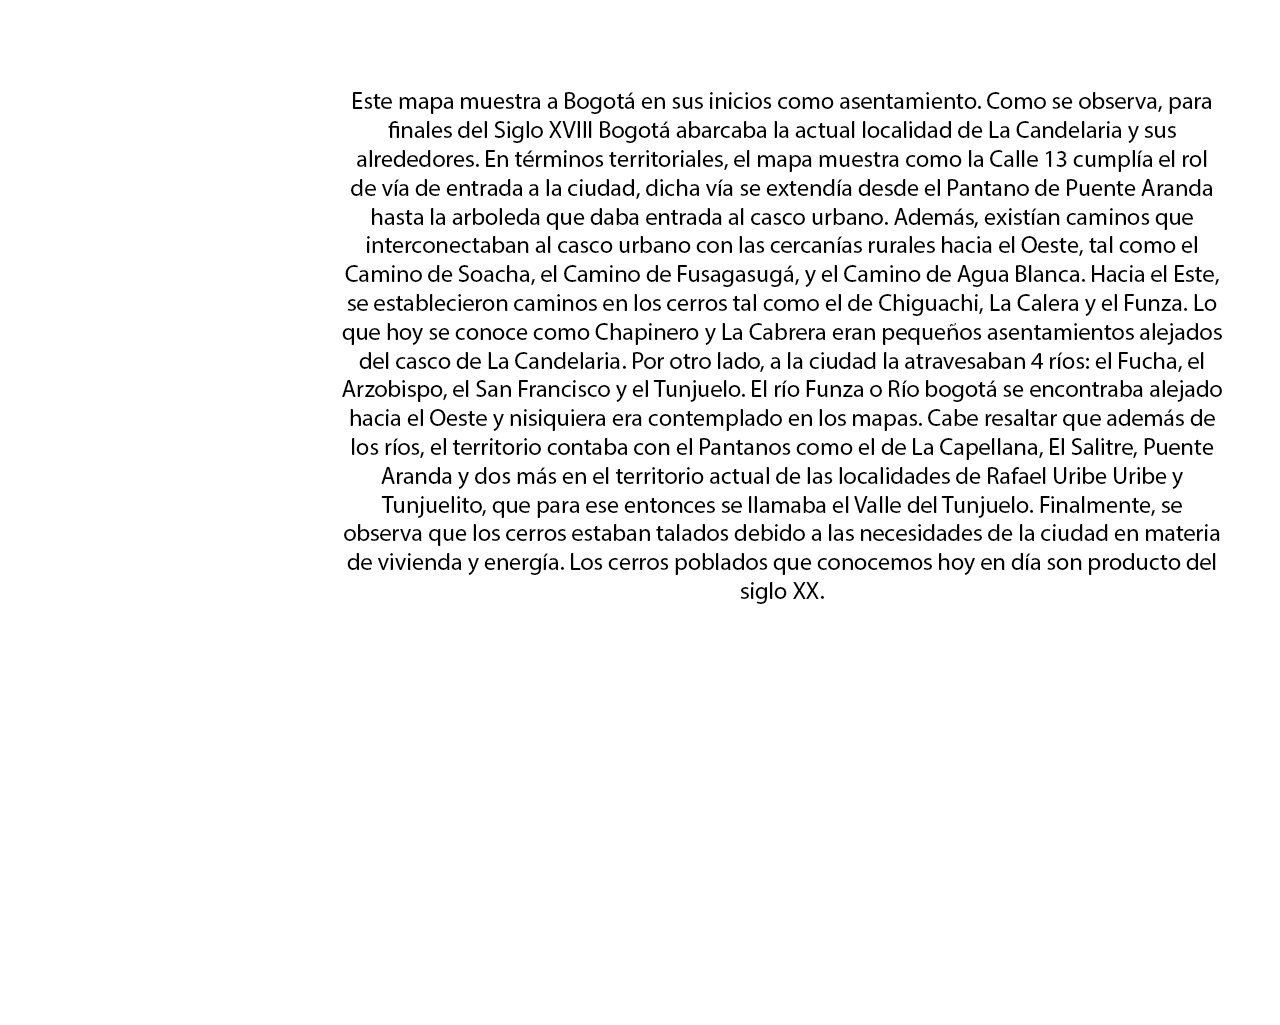 Este mapa muestra a Bogotá en sus inicios como asentamiento. Como se observa, para
finales del Siglo XVIII Bogotá abarcaba la actual localidad de La Candelaria y sus
alrededores. En términos territoriales, el mapa muestra como la Calle 13 cumplía el rol
de vía de entrada a la ciudad, dicha vía se extendía desde el Pantano de Puente Aranda
hasta la arboleda que daba entrada al casco urbano. Además, existían caminos que
interconectaban al casco urbano con las cercanías rurales hacia el Oeste, tal como el
Camino de Soacha, el Camino de Fusagasugá, y el Camino de Agua Blanca. Hacia el Este,
se establecieron caminos en los cerros tal como el de Chiguachi, La Calera y el Funza. Lo
que hoy se conoce como Chapinero y La Cabrera eran pequeños asentamientos alejados
del casco de La Candelaria. Por otro lado, a la ciudad la atravesaban 4 ríos: el Fucha, el
Arzobispo, el San Francisco y el Tunjuelo. El río Funza o Río bogotá se encontraba alejado
hacia el Oeste y nisiquiera era contemplado en los mapas. Cabe resaltar que además de
los ríos, el territorio contaba con el Pantanos como el de La Capellana, El Salitre, Puente
Aranda y dos más en el territorio actual de las localidades de Rafael Uribe Uribe y
Tunjuelito, que para ese entonces se llamaba el Valle del Tunjuelo. Finalmente, se
observa que los cerros estaban talados debido a las necesidades de la ciudad en materia
de vivienda y energía. Los cerros poblados que conocemos hoy en día son producto del
siglo XX.